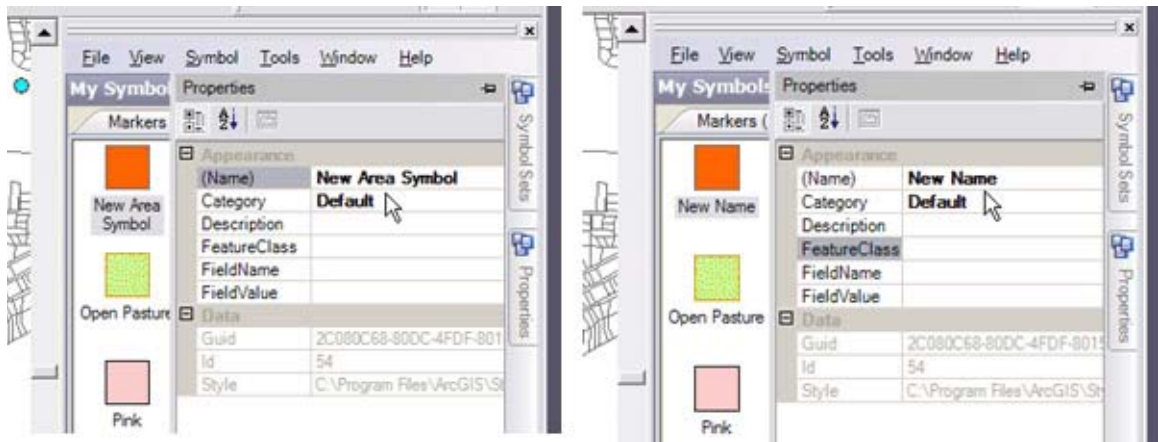 File View Symbol Tools Window Help
My Symbol
Properties
Markers
Appearance
(Name) New Area Symbol
Category Default
Description
FeatureClass
FieldName
FieldValue
Data
Guid 2C080C68-80DC-4FDF-801
Id 54
Style C:\Program Files\ArcGIS\St
New Area
Symbol
Open Pasture
Pink
Symbol Sets
Properties
File View Symbol Tools Window Help
My Symbols
Properties
Markers (
Appearance
(Name) New Name
Category Default
Description
FeatureClass
FieldName
FieldValue
Data
Guid 2C080C68-80DC-4FDF-8015
Id 54
Style C:\Program Files\ArcGIS\St
New Name
Open Pasture
Pink
Symbol Sets
Properties